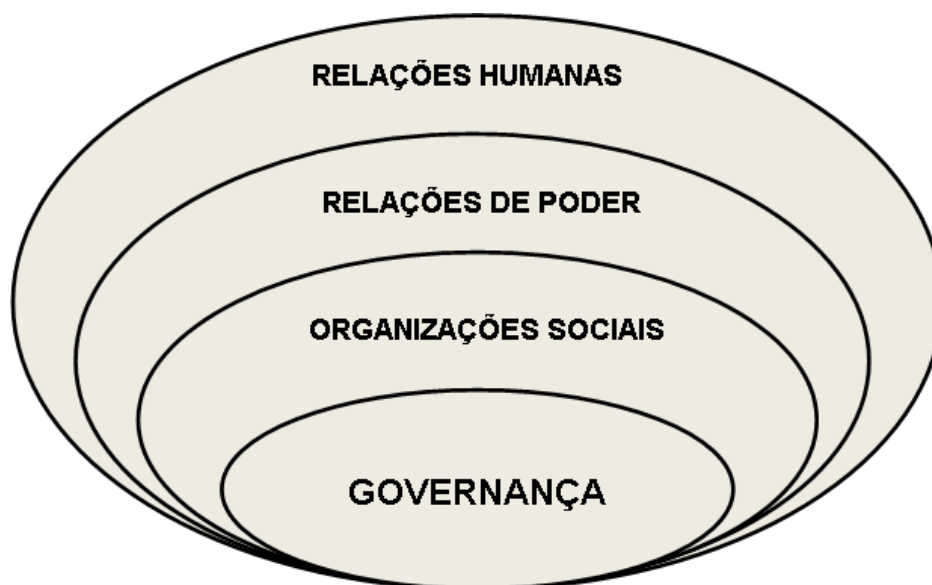 RELAÇÕES HUMANAS
RELAÇÕES DE PODER
ORGANIZAÇÕES SOCIAIS
GOVERNANÇA